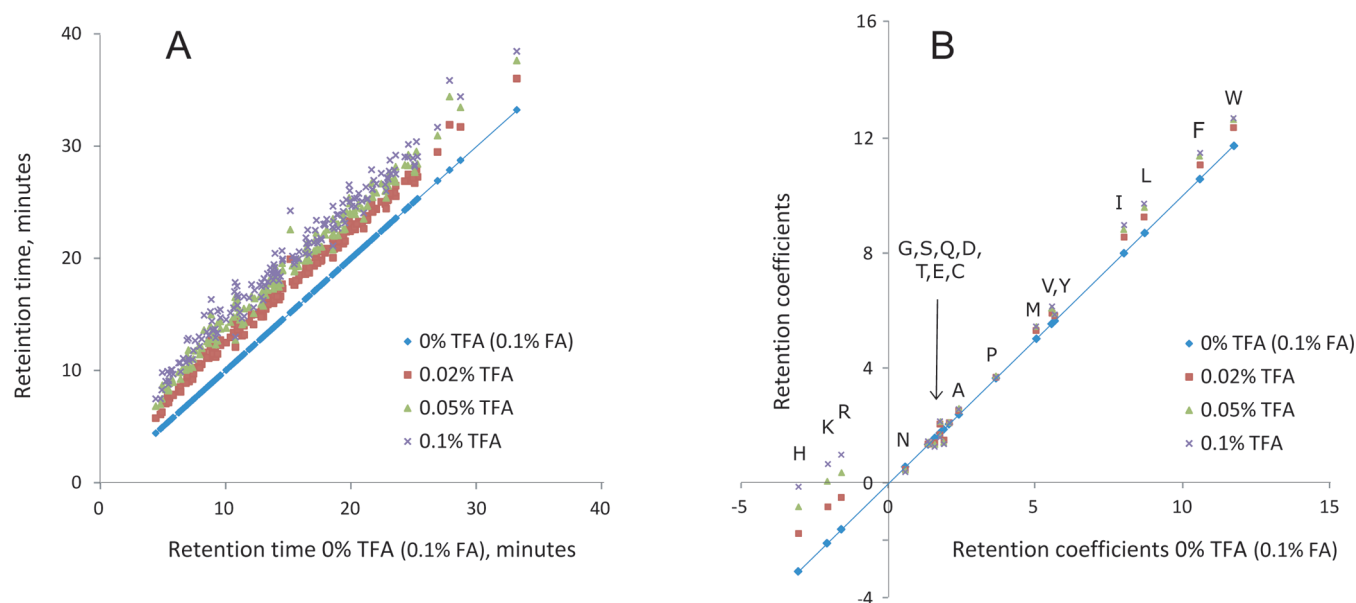 A
40
30
20
10
0
0
10
20
30
40
Reteintion time, minutes
Retention time 0% TFA (0.1% FA), minutes
0% TFA (0.1% FA)
0.02% TFA
0.05% TFA
0.1% TFA
B
16
12
8
4
0
-4
-5
0
5
10
15
Retention coefficients
Retention coefficients 0% TFA (0.1% FA)
H
K
R
N
G,S,Q,D,
T,E,C
A
P
M
V,Y
I
L
F
W
0% TFA (0.1% FA)
0.02% TFA
0.05% TFA
0.1% TFA